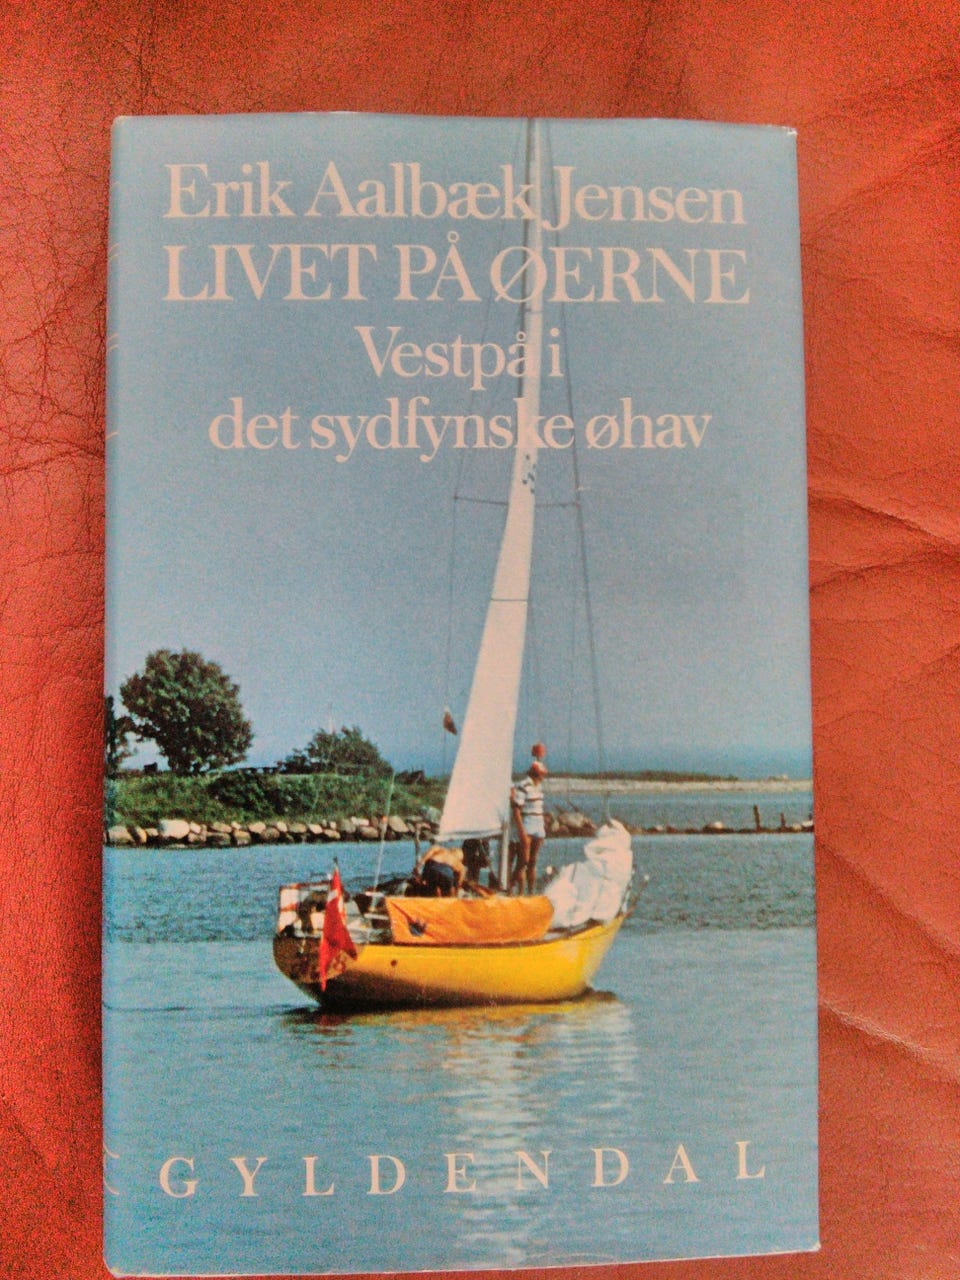 Erik Aalbæk Jensen
LIVET PÅ ØERNE
Vestpå i
det sydfynske øhav
GYLDENDAL